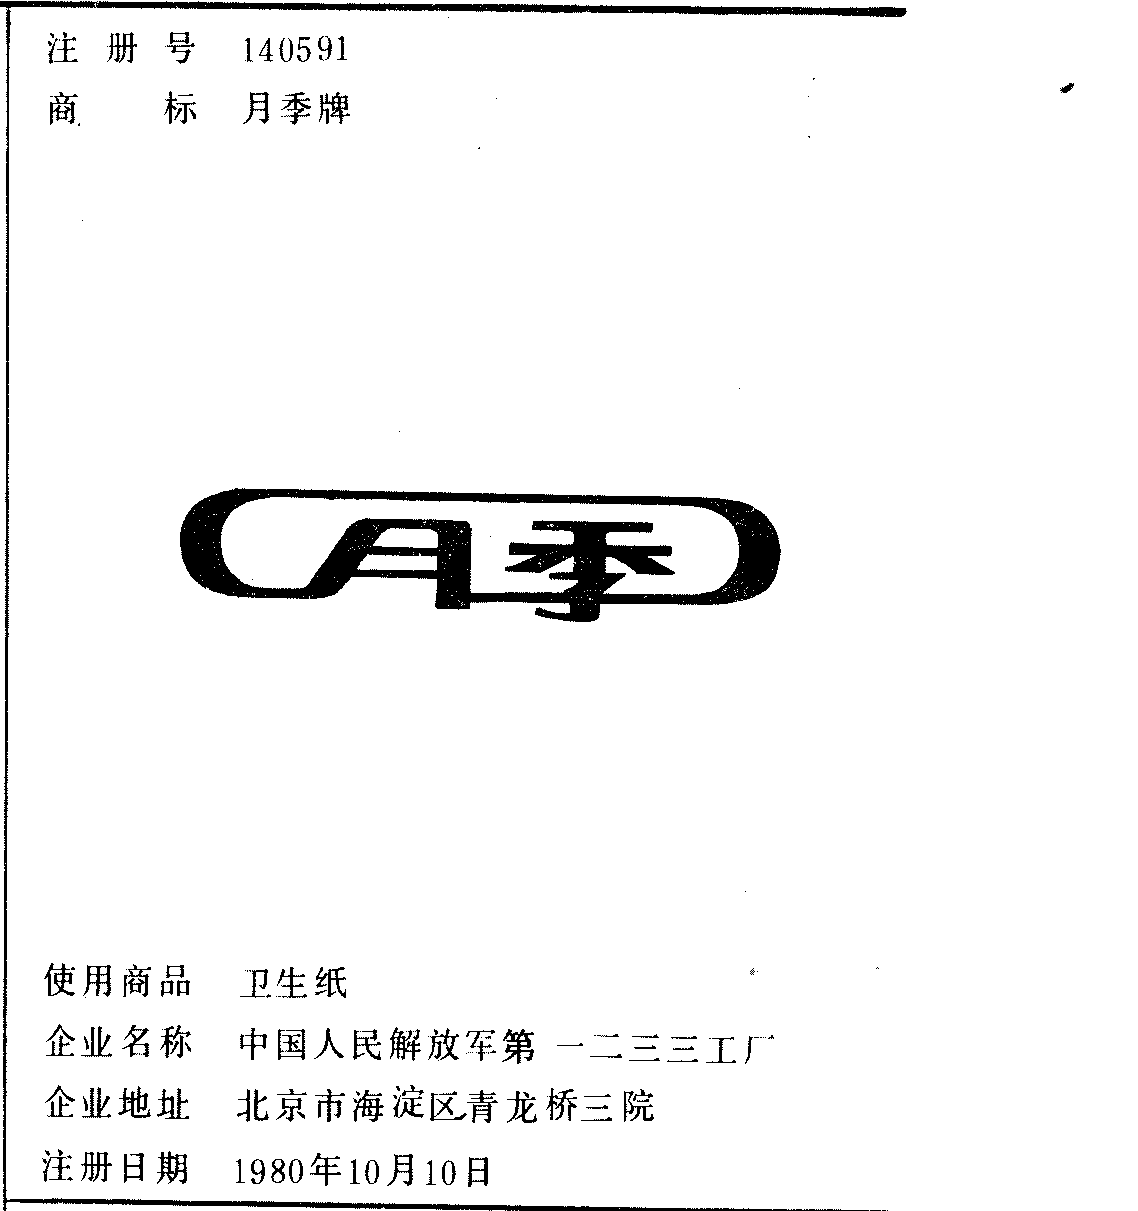 注册号 140591
商标 月季牌
月季
使用商品 卫生纸
企业名称 中国人民解放军第一二三三工厂
企业地址 北京市海淀区青龙桥三院
注册日期 1980年10月10日